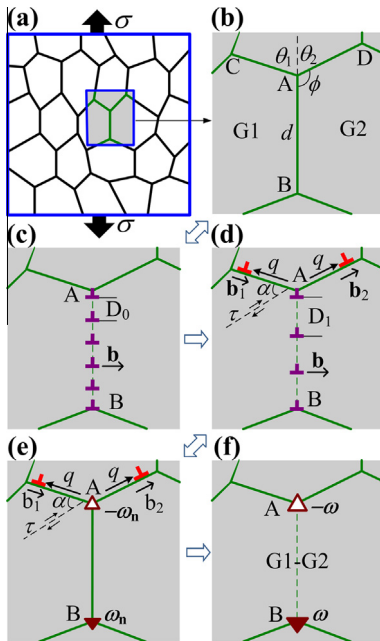 (a)
σ
σ
(b)
C
θ1
θ2
D
A
ϕ
G1
d
G2
B
(c)
A
D0
b
B
(d)
q
A
q
b1
α
b2
τ
D1
b
B
(e)
q
A
q
b1
α
b2
τ
-ωn
B
ωn
(f)
A
-ω
G1-G2
B
ω